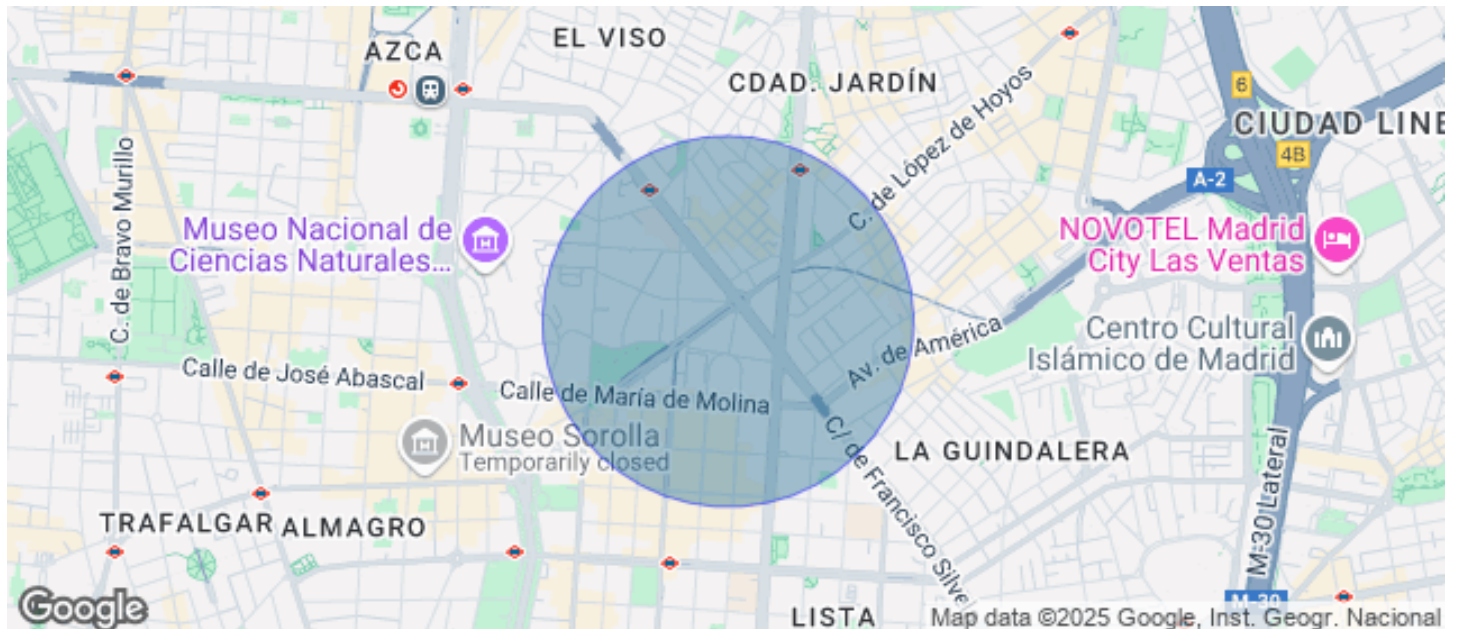 EL VISO
AZCA
CDAD. JARDÍN
6
CIUDAD LINE
4B
A-2
C. de Bravo Murillo
C. de López de Hoyos
Museo Nacional de
Ciencias Naturales...
NOVOTEL Madrid
City Las Ventas
Centro Cultural
Islámico de Madrid
Av. de América
Calle de José Abascal
Calle de María de Molina
Museo Sorolla
Temporarily closed
C/ de Francisco Silve
LA GUINDALERA
M-30 Lateral
TRAFALGAR
ALMAGRO
M-30
Google
LISTA
Map data ©2025 Google, Inst. Geogr. Nacional